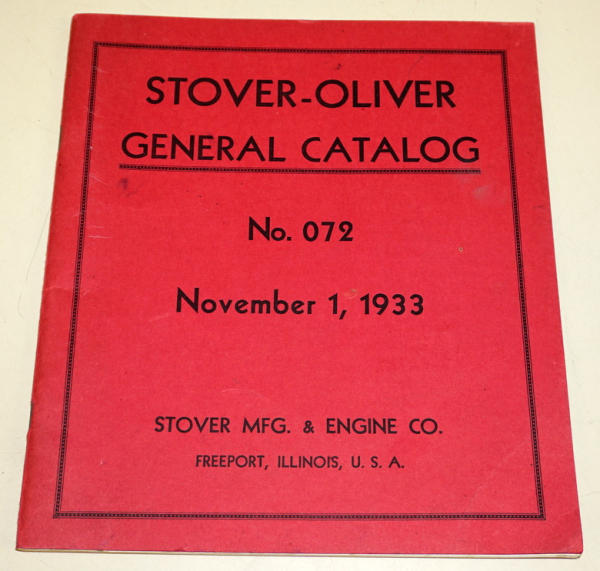 STOVER-OLIVER
GENERAL CATALOG
No. 072
November 1, 1933
STOVER MFG. & ENGINE CO.
FREEPORT, ILLINOIS, U. S. A.